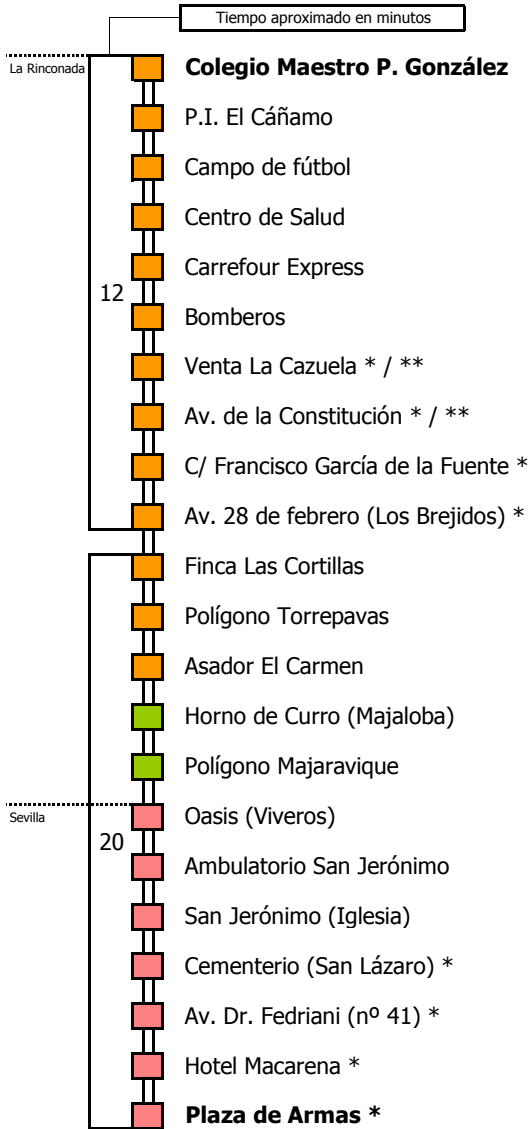 Tiempo aproximado en minutos
La Rinconada
Colegio Maestro P. González
P.I. El Cáñamo
Campo de fútbol
Centro de Salud
Carrefour Express
12
Bomberos
Venta La Cazuela * / **
Av. de la Constitución * / **
C/ Francisco García de la Fuente *
Av. 28 de febrero (Los Brejidos) *
Finca Las Cortillas
Polígono Torrepavas
Asador El Carmen
Horno de Curro (Majaloba)
Polígono Majaravique
Sevilla
Oasis (Viveros)
20
Ambulatorio San Jerónimo
San Jerónimo (Iglesia)
Cementerio (San Lázaro) *
Av. Dr. Fedriani (nº 41) *
Hotel Macarena *
Plaza de Armas *